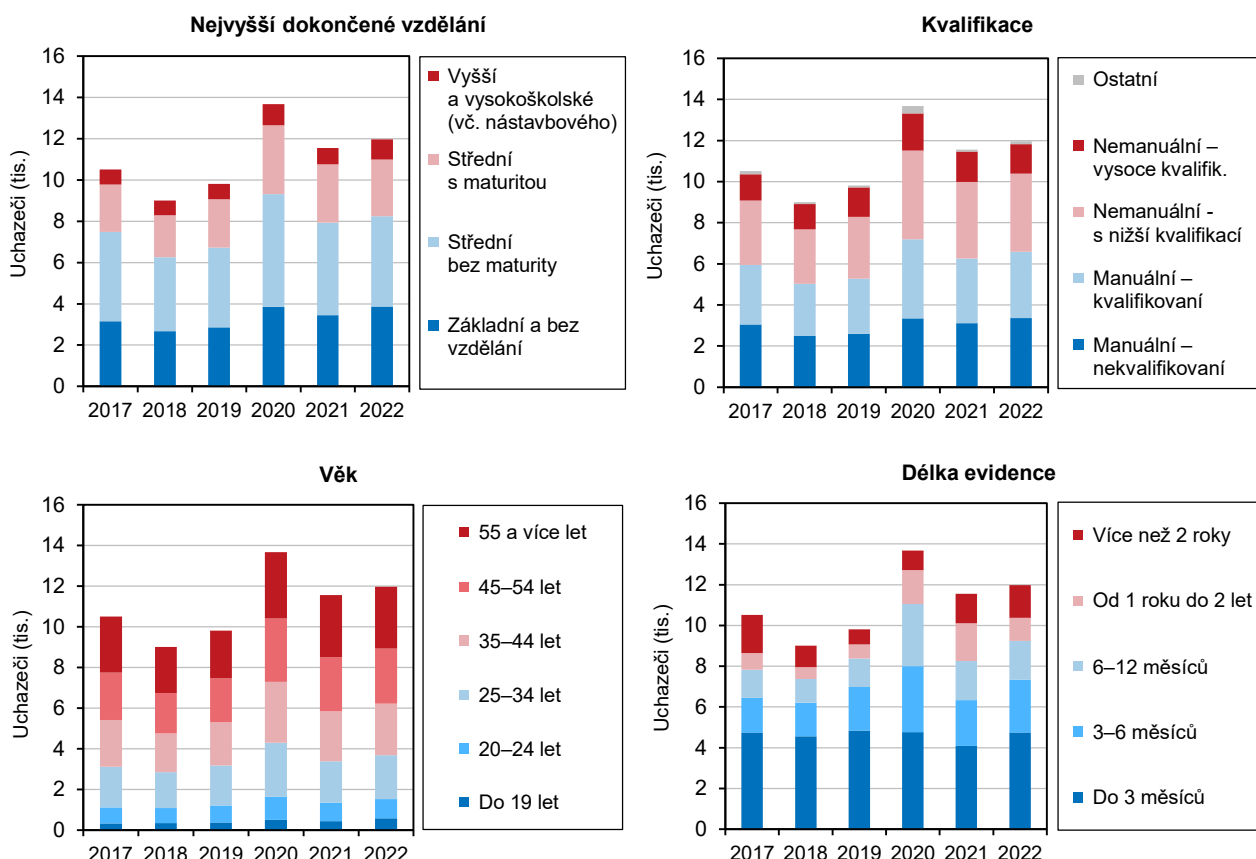 Nejvyšší dokončené vzdělání
Uchazeči (tis.)
16
14
12
10
8
6
4
2
0
2017 2018 2019 2020 2021 2022
Vyšší
a vysokoškolské
(vč. nástavbového)
Střední
s maturitou
Střední
bez maturity
Základní a bez
vzdělání
Kvalifikace
Uchazeči (tis.)
16
14
12
10
8
6
4
2
0
2017 2018 2019 2020 2021 2022
Ostatní
Nemanuální –
vysoce kvalifik.
Nemanuální -
s nižší kvalifikací
Manuální –
kvalifikovaní
Manuální –
nekvalifikovaní
Věk
Uchazeči (tis.)
16
14
12
10
8
6
4
2
0
2017 2018 2019 2020 2021 2022
55 a více let
45–54 let
35–44 let
25–34 let
20–24 let
Do 19 let
Délka evidence
Uchazeči (tis.)
16
14
12
10
8
6
4
2
0
2017 2018 2019 2020 2021 2022
Více než 2 roky
Od 1 roku do 2 let
6–12 měsíců
3–6 měsíců
Do 3 měsíců